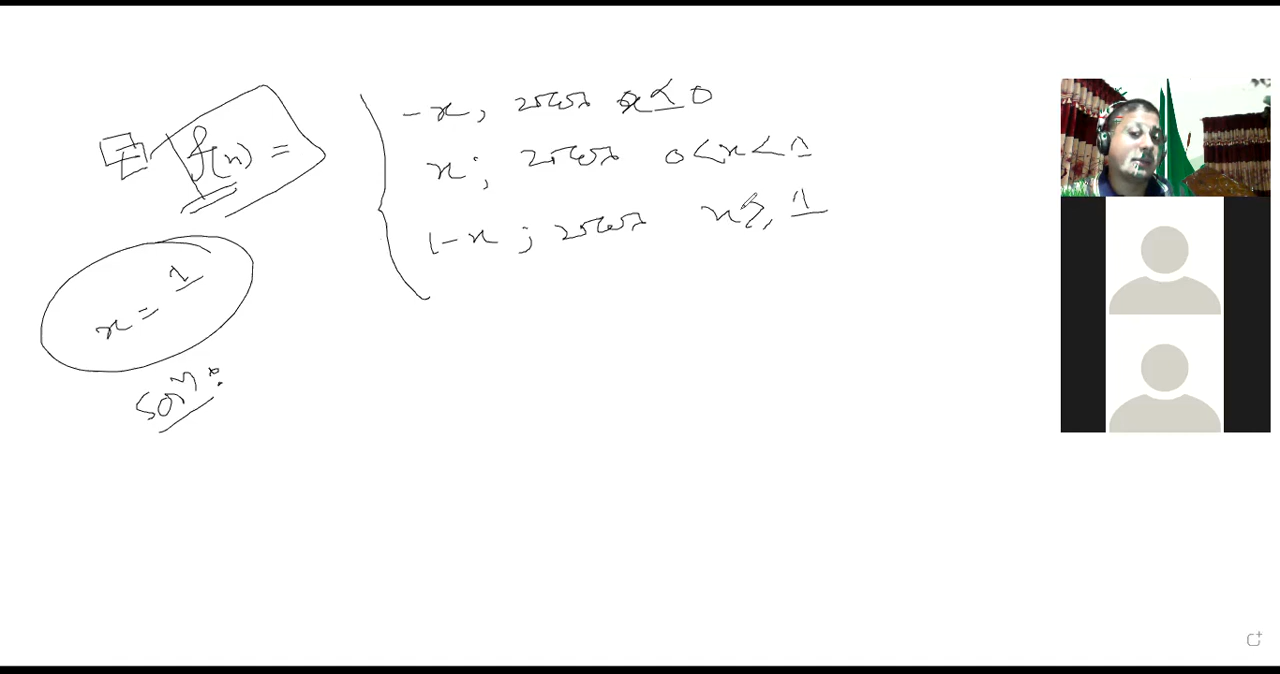 f(x) =
-x, যখন x ≤ 0
x; যখন 0 < x < 1
1-x; যখন x ≥ 1
x = 1
Solⁿ: